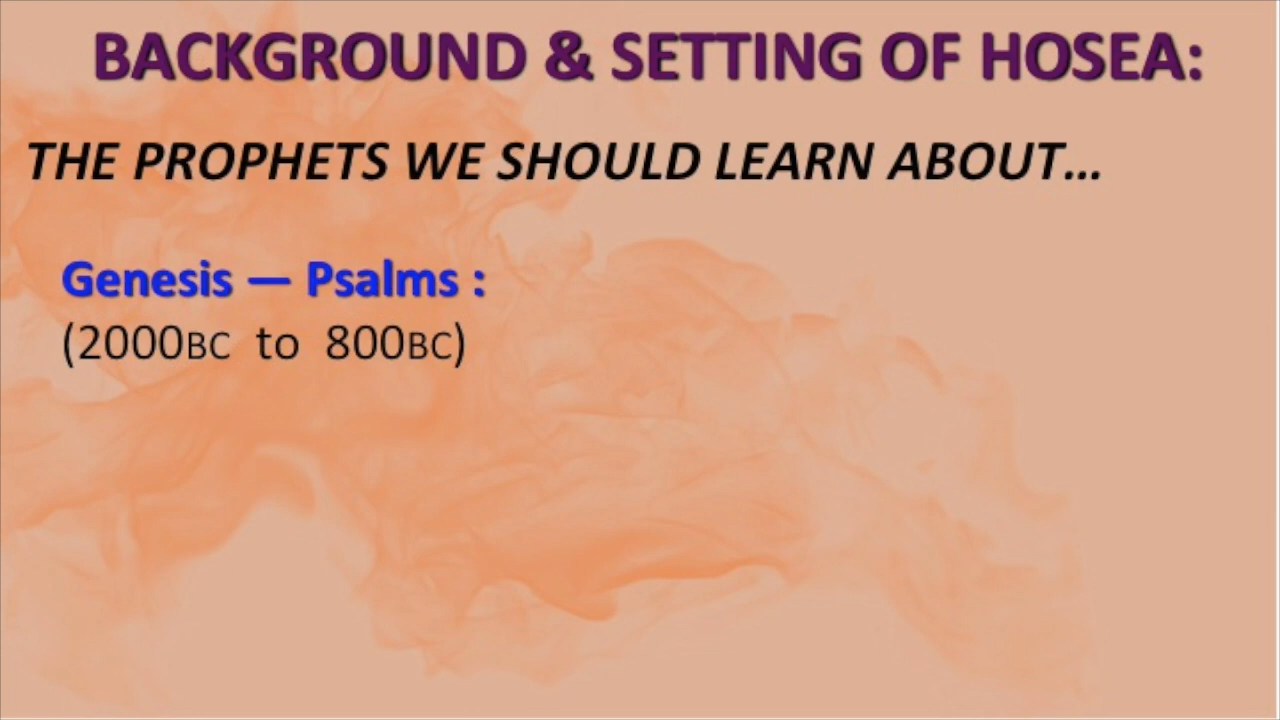 BACKGROUND & SETTING OF HOSEA:
THE PROPHETS WE SHOULD LEARN ABOUT…
Genesis — Psalms :
(2000BC to 800BC)